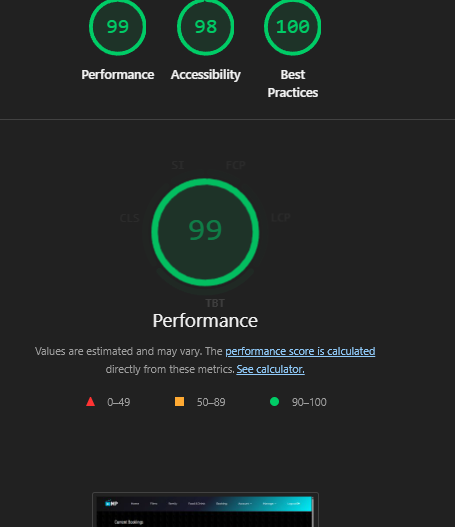 99 98 100
Performance Accessibility Best
Practices
SI FCP
CLS LCP
99
TBT
Performance
Values are estimated and may vary. The performance score is calculated
directly from these metrics. See calculator.
0–49 50–89 90–100
Current Bookings